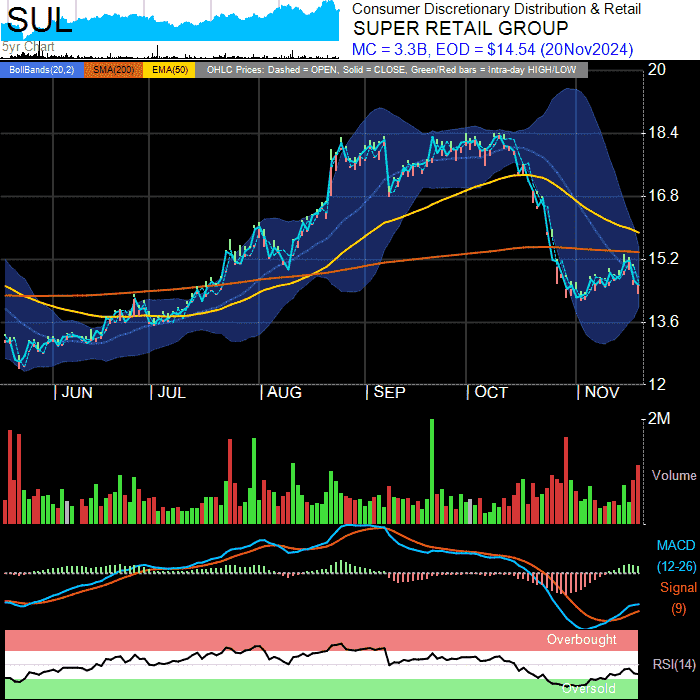 SUL
5yr Chart
Consumer Discretionary Distribution & Retail
SUPER RETAIL GROUP
MC = 3.3B, EOD = $14.54 (20Nov2024)
BollBands(20,2) SMA(200) EMA(50) OHLC Prices: Dashed = OPEN, Solid = CLOSE, Green/Red bars = Intra-day HIGH/LOW
20
18.4
16.8
15.2
13.6
12
| JUN | JUL | AUG | SEP | OCT | NOV
2M
Volume
MACD
(12-26)
Signal
(9)
Overbought
RSI(14)
Oversold